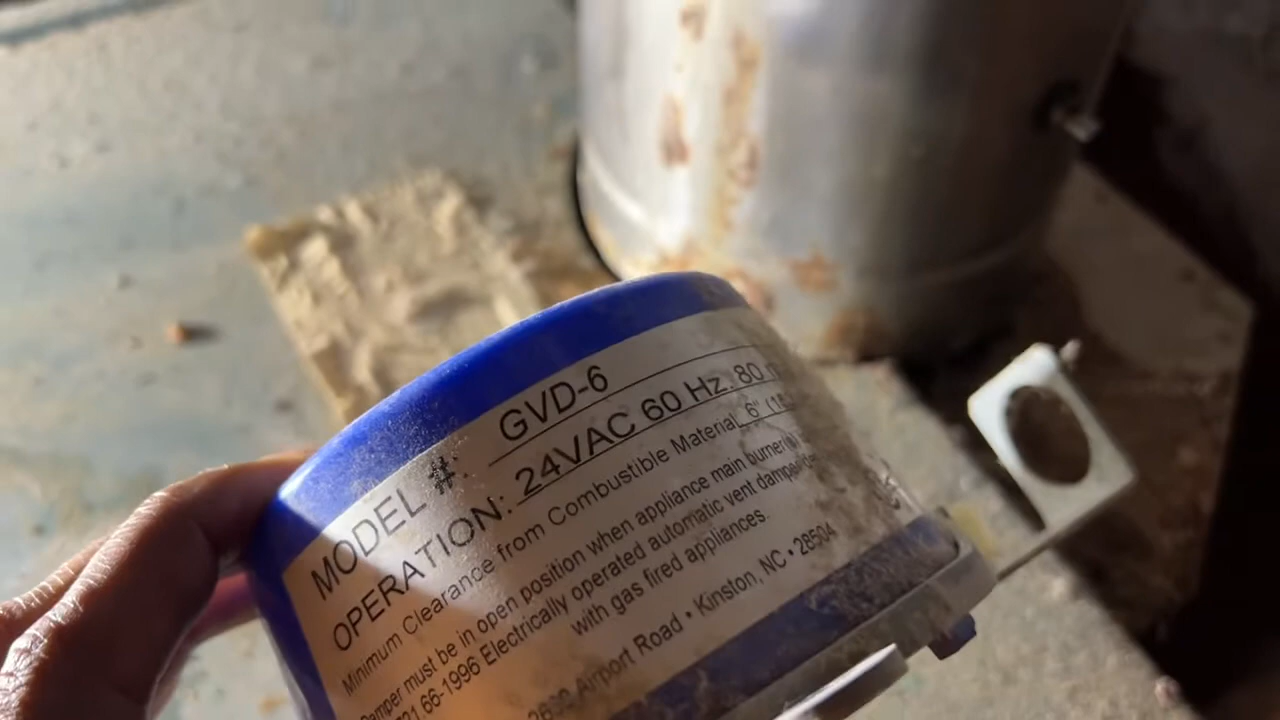 MODEL #: GVD-6
OPERATION: 24VAC 60 Hz. 80
Minimum Clearance from Combustible Material 6"
Damper must be in open position when appliance main burner(s)
21.66-1996 Electrically operated automatic vent damper
with gas fired appliances.
Airport Road • Kinston, NC • 28504